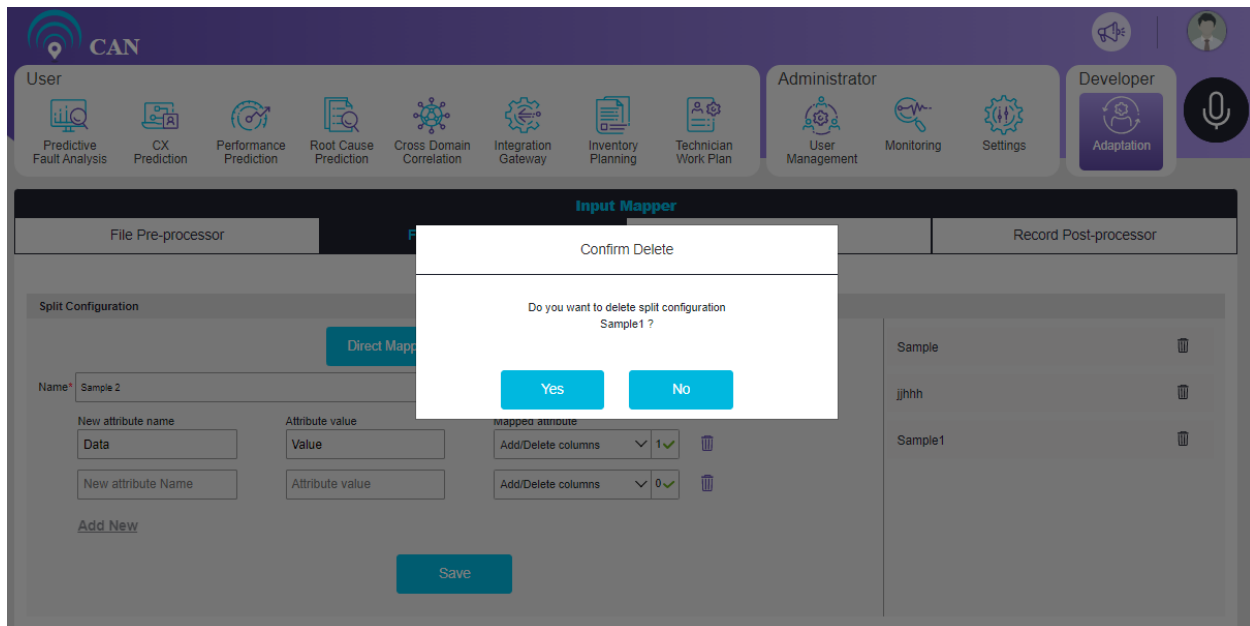 CAN
User
Administrator
Developer
Predictive
Fault Analysis
CX
Prediction
Performance
Prediction
Root Cause
Prediction
Cross Domain
Correlation
Integration
Gateway
Inventory
Planning
Technician
Work Plan
User
Management
Monitoring
Settings
Adaptation
Input Mapper
File Pre-processor
F
Record Post-processor
Confirm Delete
Do you want to delete split configuration
Sample1 ?
Yes
No
Split Configuration
Direct Mapp
Name* Sample 2
New attribute name
Attribute value
Mapped attribute
Data
Value
Add/Delete columns
1
New attribute Name
Attribute value
Add/Delete columns
0
Add New
Save
Sample
jjhhh
Sample1